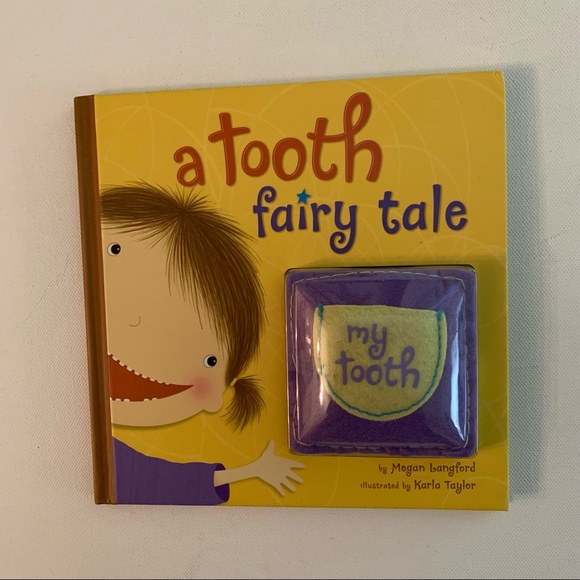 a tooth
fairy tale
my
tooth
by Megan Langford
illustrated by Karla Taylor